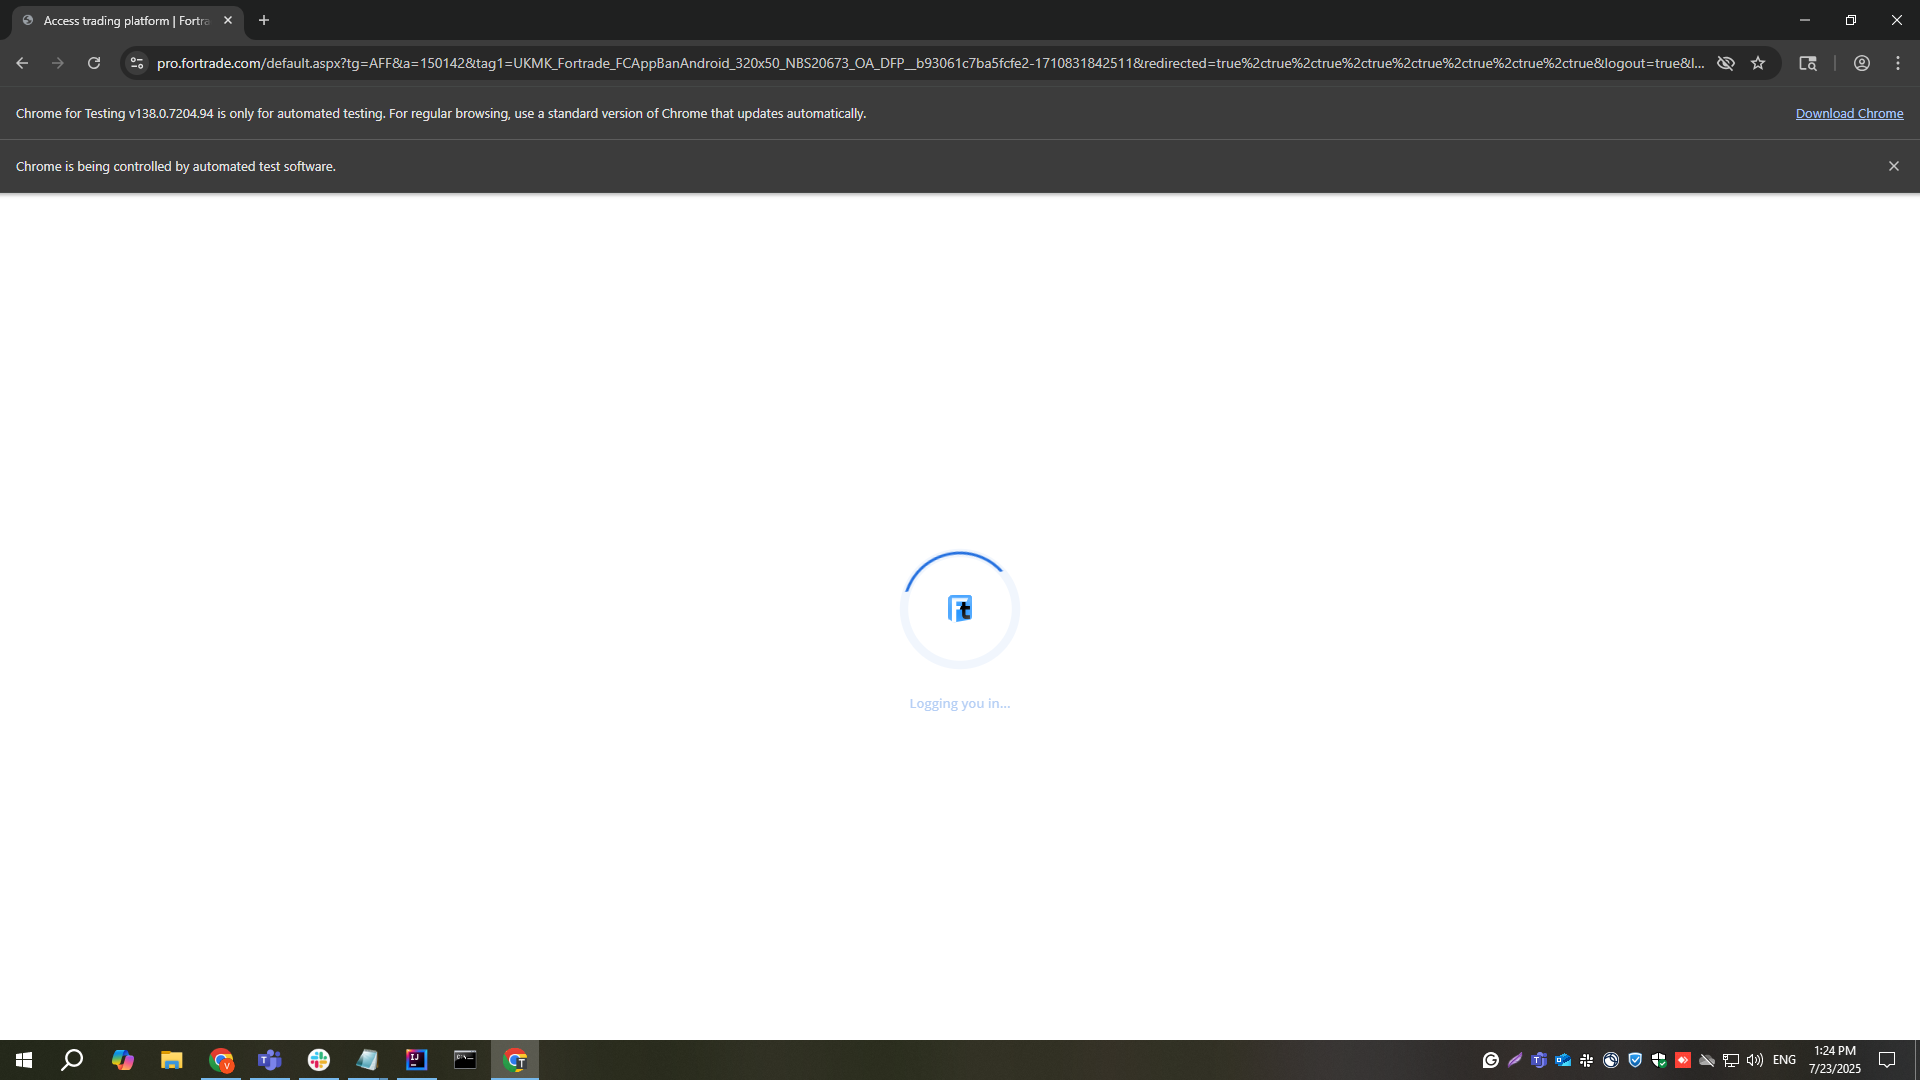 Access trading platform | Fortra
pro.fortrade.com/default.aspx?tg=AFF&a=150142&tag1=UKMK_Fortrade_FCAppBanAndroid_320x50_NBS20673_OA_DFP__b93061c7ba5fcfe2-1710831842511&redirected=true%2ctrue%2ctrue%2ctrue%2ctrue%2ctrue%2ctrue%2ctrue&logout=true&l...
Chrome for Testing v138.0.7204.94 is only for automated testing. For regular browsing, use a standard version of Chrome that updates automatically.
Download Chrome
Chrome is being controlled by automated test software.
Ft
Logging you in...
ENG
1:24 PM
7/23/2025